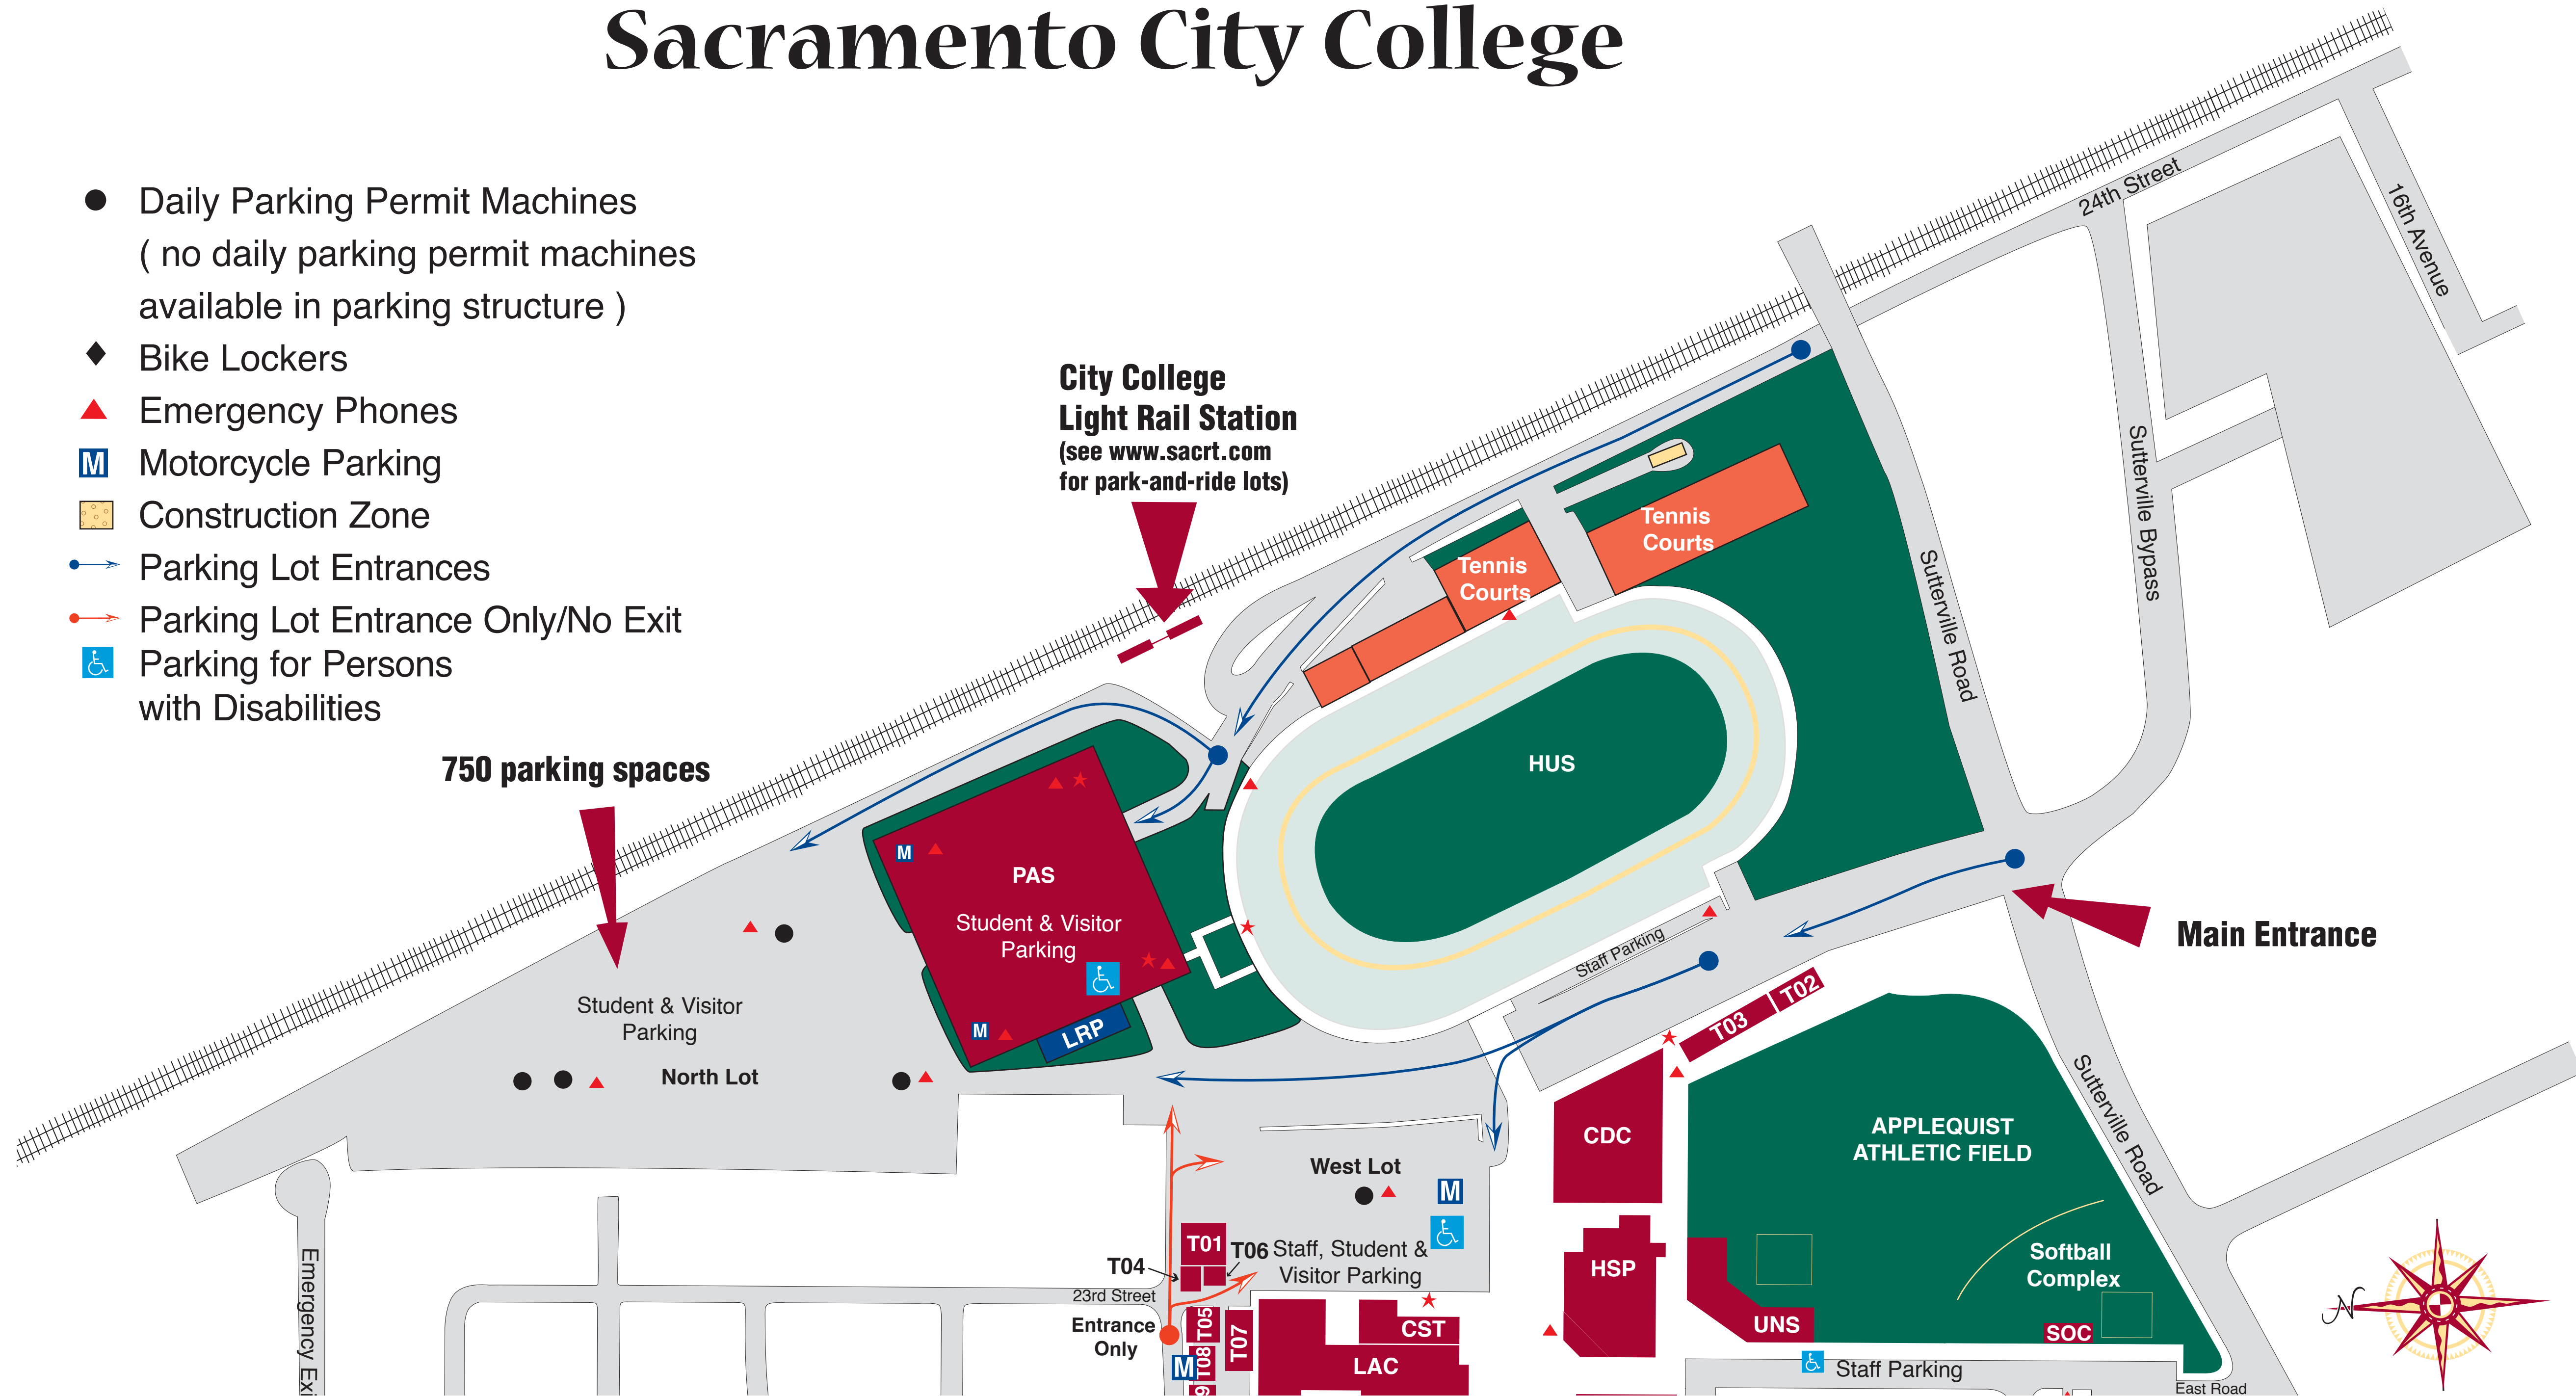 Sacramento City College
Daily Parking Permit Machines
( no daily parking permit machines
available in parking structure )
Bike Lockers
Emergency Phones
M Motorcycle Parking
Construction Zone
Parking Lot Entrances
Parking Lot Entrance Only/No Exit
Parking for Persons
with Disabilities
24th Street
16th Avenue
Sutterville Bypass
Sutterville Road
City College
Light Rail Station
(see www.sacrt.com
for park-and-ride lots)
Tennis
Courts
Tennis
Courts
HUS
750 parking spaces
M
PAS
Student & Visitor
Parking
M
LRP
Student & Visitor
Parking
North Lot
Staff Parking
Main Entrance
T02
T03
CDC
APPLEQUIST
ATHLETIC FIELD
Sutterville Road
West Lot
M
T01
T06
Staff, Student &
Visitor Parking
T04
23rd Street
Entrance
Only
T05
T07
M
T08
9
CST
LAC
HSP
UNS
Softball
Complex
SOC
Staff Parking
East Road
Emergency Exi
N